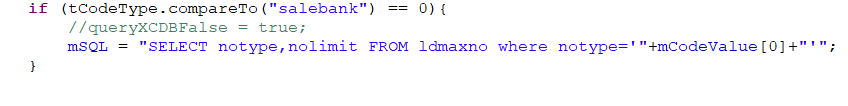 if (tCodeType.compareTo("salebank") == 0){
//queryXCDBFalse = true;
mSQL = "SELECT notype,nolimit FROM ldmaxno where notype='"+mCodeValue[0]+"'";
}